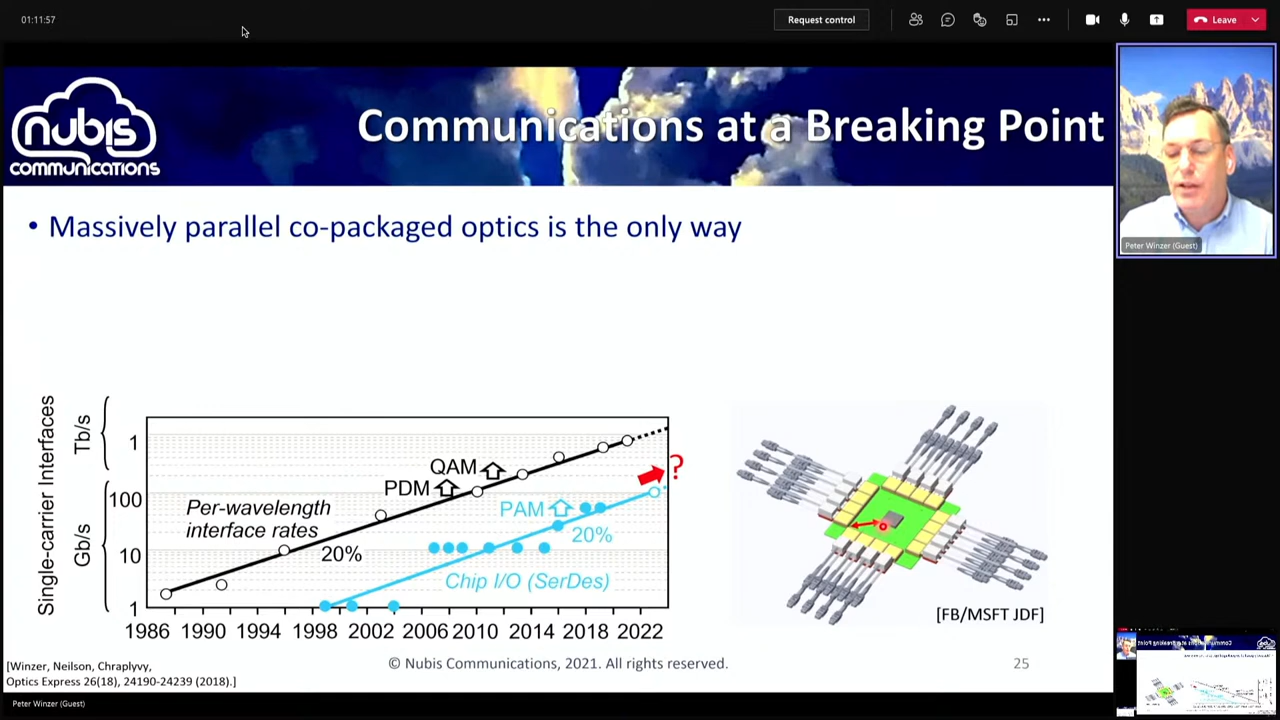 01:11:57
Request control
Leave
nubis
communications
Communications at a Breaking Point
• Massively parallel co-packaged optics is the only way
Single-carrier Interfaces
Tb/s
Gb/s
1
100
10
1
QAM
PDM
Per-wavelength
interface rates
20%
PAM
20%
Chip I/O (SerDes)
?
1986 1990 1994 1998 2002 2006 2010 2014 2018 2022
[FB/MSFT JDF]
[Winzer, Neilson, Chraplyvy,
Optics Express 26(18), 24190-24239 (2018).]
© Nubis Communications, 2021. All rights reserved.
25
Peter Winzer (Guest)
Peter Winzer (Guest)